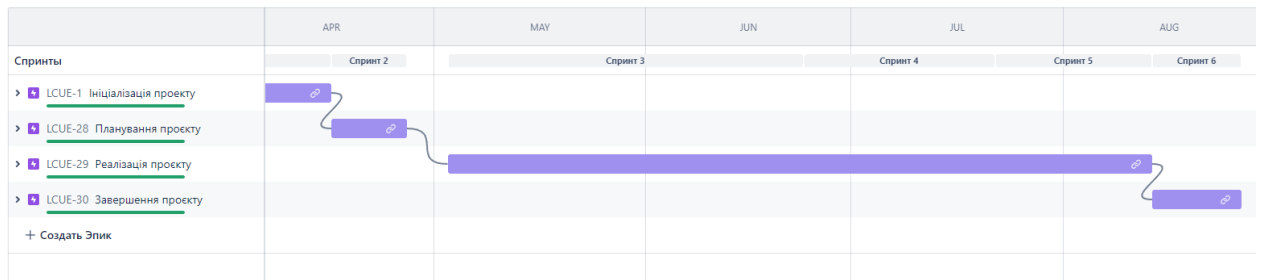 APR MAY JUN JUL AUG
Спринты Спринт 2 Спринт 3 Спринт 4 Спринт 5 Спринт 6
LCUE-1 Ініціалізація проекту
LCUE-28 Планування проєкту
LCUE-29 Реалізація проєкту
LCUE-30 Завершення проєкту
+ Создать Эпик